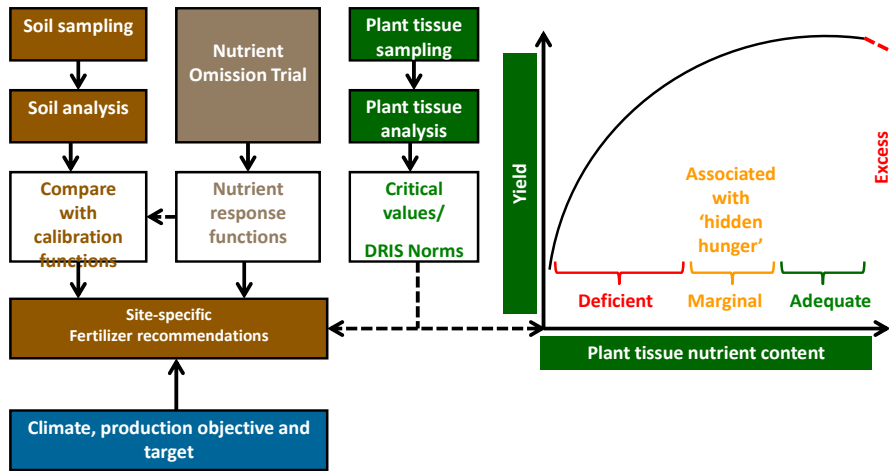 Soil sampling
Soil analysis
Compare
with
calibration
functions
Nutrient
Omission Trial
Nutrient
response
functions
Plant tissue
sampling
Plant tissue
analysis
Critical
values/
DRIS Norms
Site-specific
Fertilizer recommendations
Climate, production objective and
target
Yield
Associated
with
‘hidden
hunger’
Excess
Deficient
Marginal
Adequate
Plant tissue nutrient content